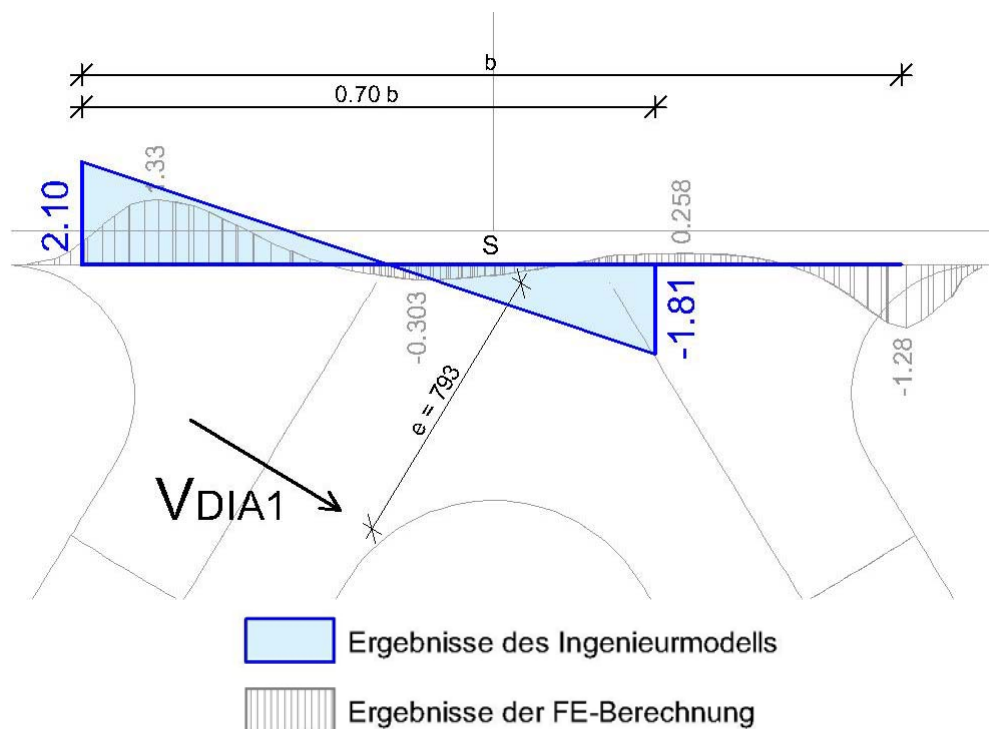 b
0.70 b
2.10
.33
S
0.258
-0.303
-1.81
-1.28
e = 793
VDIA1
Ergebnisse des Ingenieurmodells
Ergebnisse der FE-Berechnung